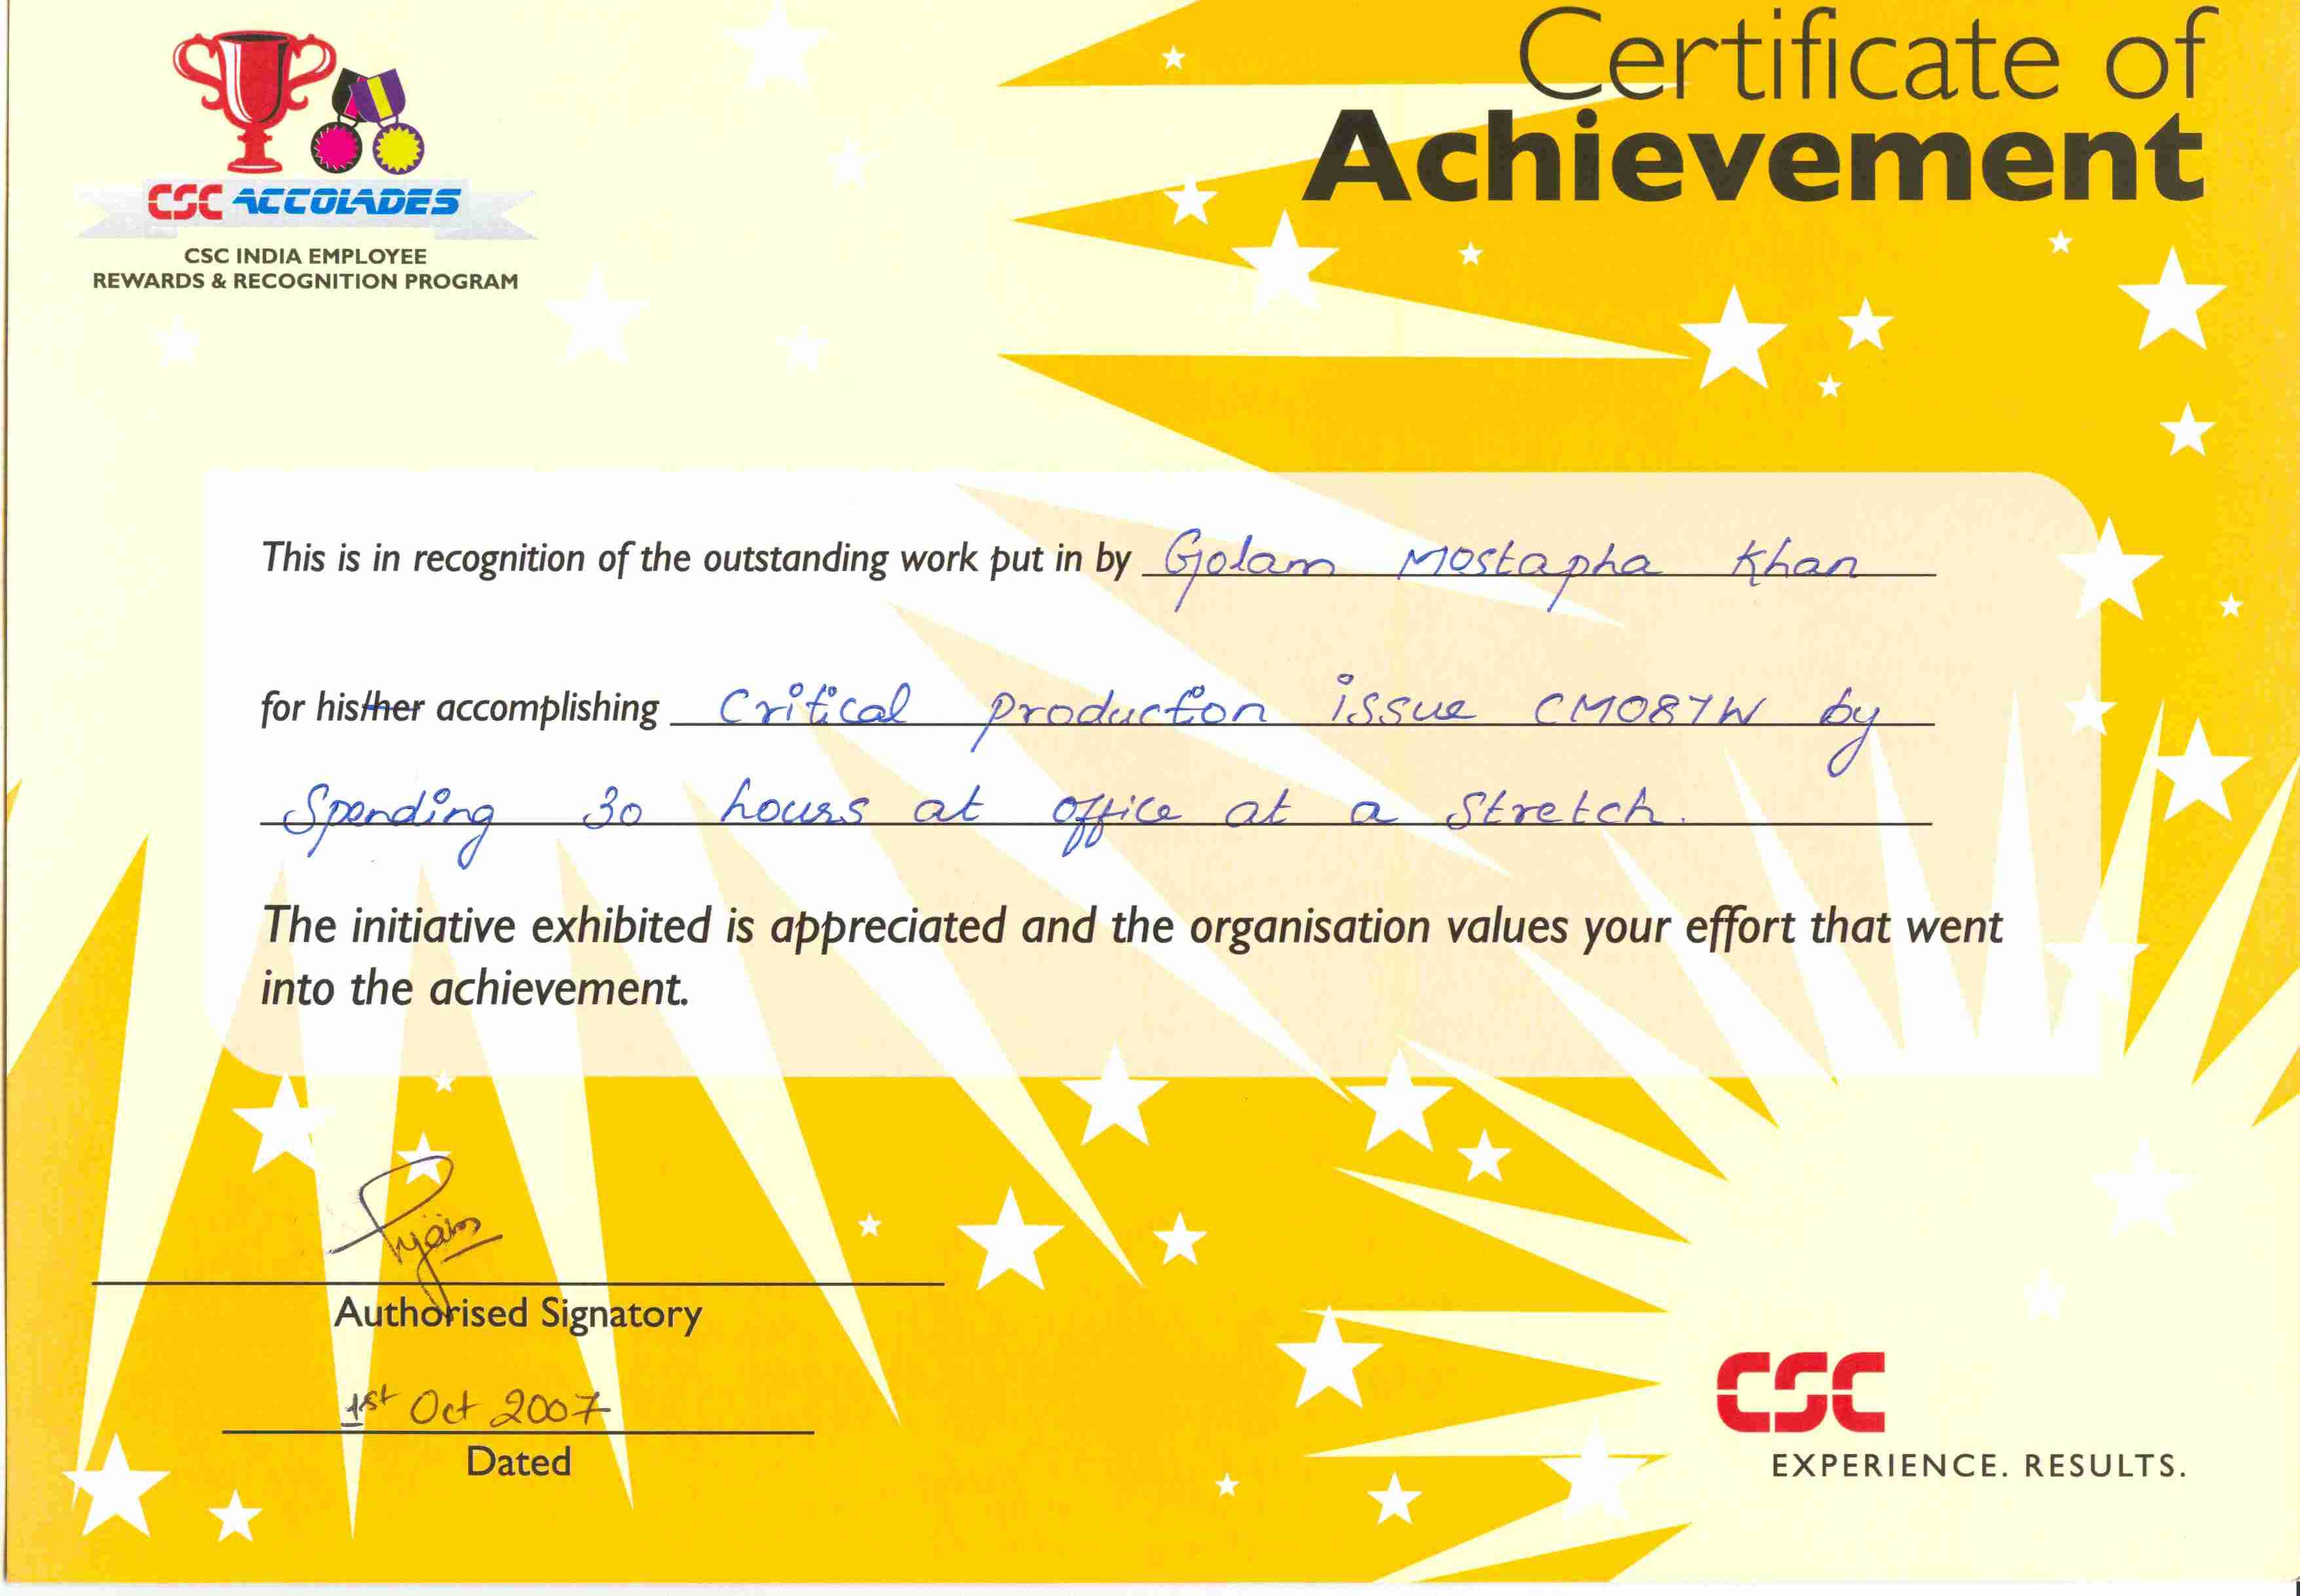 Certificate of
Achievement
CSC ACCOLADES
CSC INDIA EMPLOYEE
REWARDS & RECOGNITION PROGRAM
This is in recognition of the outstanding work put in by Golam Mostapha Khan
for his/her accomplishing Critical production issue CM087W by
Spending 30 hours at office at a stretch.
The initiative exhibited is appreciated and the organisation values your effort that went
into the achievement.
Authorised Signatory
1st Oct 2007
Dated
CSC
EXPERIENCE. RESULTS.